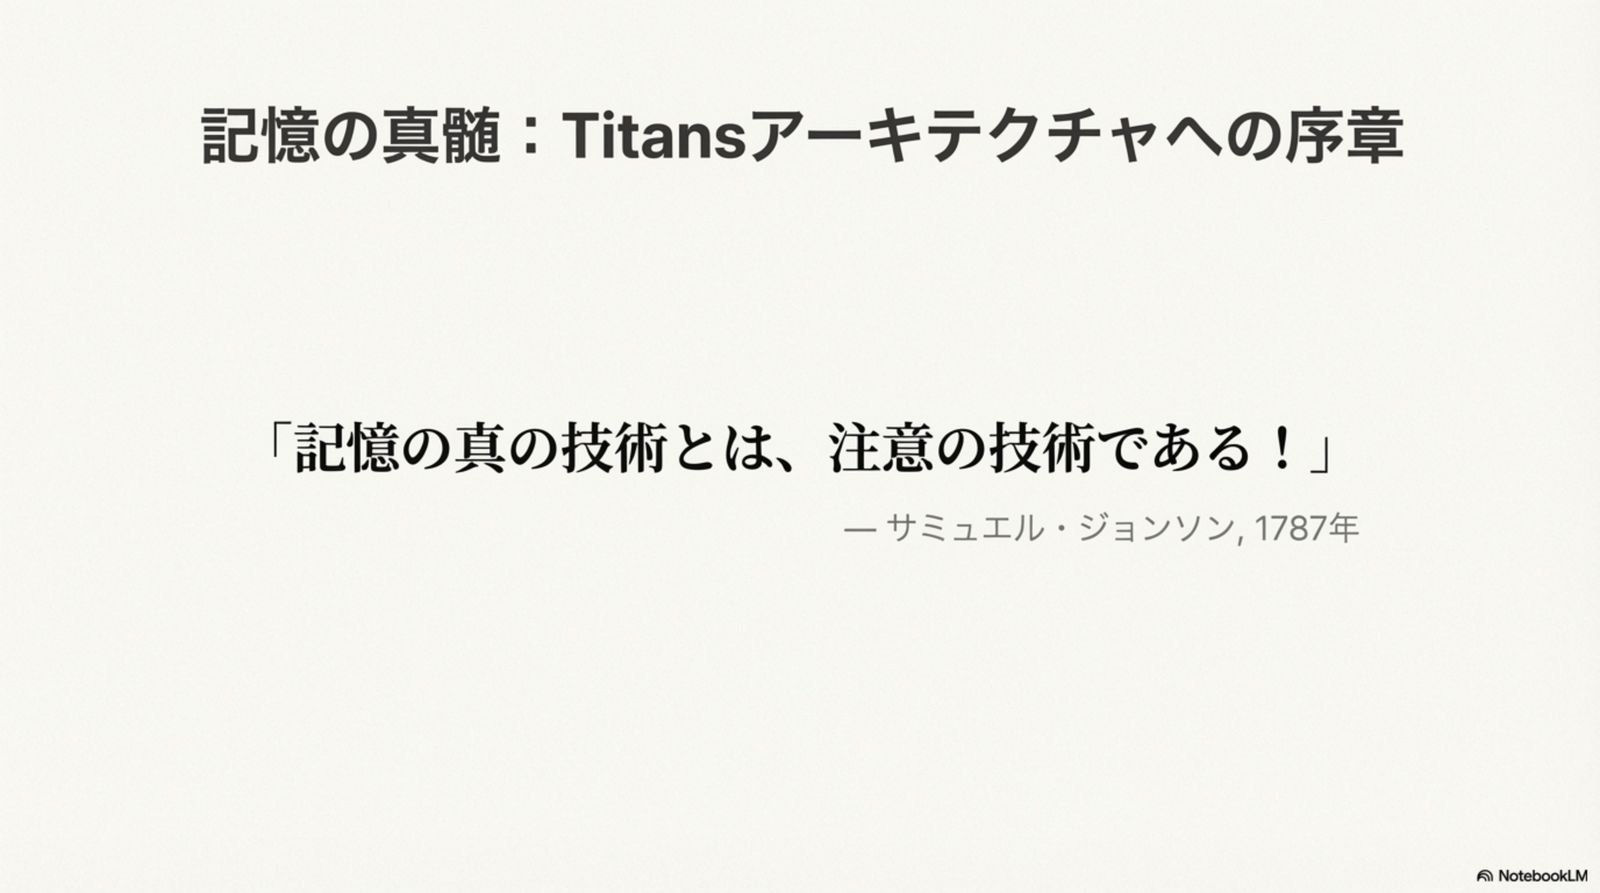 記憶の真髄：Titansアーキテクチャへの序章
「記憶の真の技術とは、注意の技術である！」
— サミュエル・ジョンソン, 1787年
NotebookLM